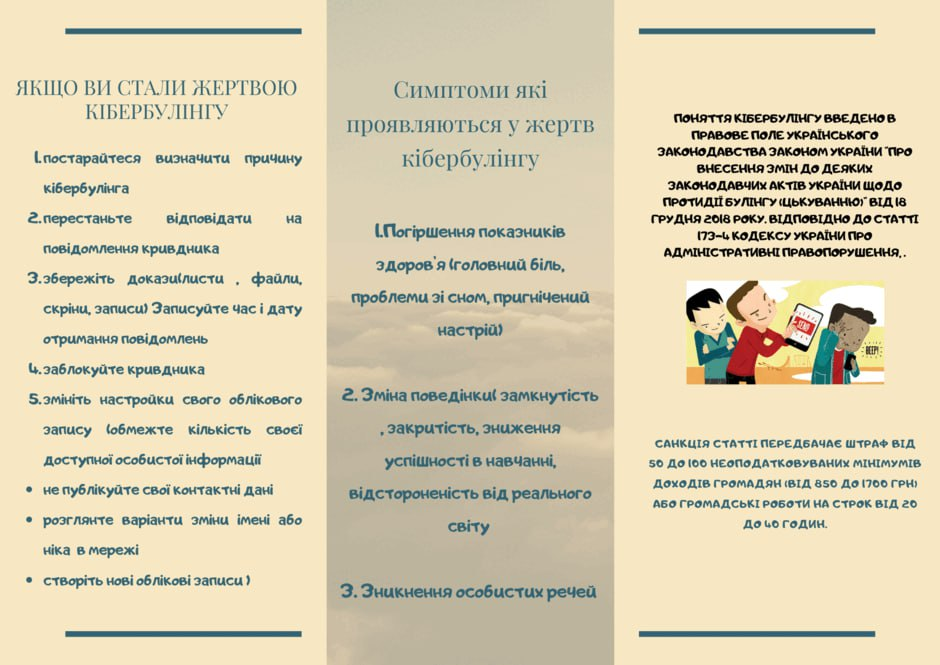 ЯКЩО ВИ СТАЛИ ЖЕРТВОЮ
КІБЕРБУЛІНГУ
1.постарайтеся визначити причину
кібербулінга
2.перестаньте відповідати на
повідомлення кривдника
3.збережіть докази(листи , файли,
скріни, записи) Записуйте час і дату
отримання повідомлень
4.заблокуйте кривдника
5.змініть настройки свого облікового
запису (обмежте кількість своєї
доступної особистої інформації
• не публікуйте свої контактні дані
• розгляньте варіанти зміни імені або
ніка в мережі
• створіть нові облікові записи )
Симптоми які
проявляються у жертв
кібербулінгу
1.Погіршення показників
здоров'я (головний біль,
проблеми зі сном, пригнічений
настрій)
2. Зміна поведінки( замкнутість
, закритість, зниження
успішності в навчанні,
відстороненість від реального
світу
3. Зникнення особистих речей
ПОНЯТТЯ КІБЕРБУЛІНГУ ВВЕДЕНО В
ПРАВОВЕ ПОЛЕ УКРАЇНСЬКОГО
ЗАКОНОДАВСТВА ЗАКОНОМ УКРАЇНИ "ПРО
ВНЕСЕННЯ ЗМІН ДО ДЕЯКИХ
ЗАКОНОДАВЧИХ АКТІВ УКРАЇНИ ЩОДО
ПРОТИДІЇ БУЛІНГУ (ЦЬКУВАННЮ)" ВІД 18
ГРУДНЯ 2018 РОКУ. ВІДПОВІДНО ДО СТАТТІ
173-4 КОДЕКСУ УКРАЇНИ ПРО
АДМІНІСТРАТИВНІ ПРАВОПОРУШЕННЯ, .
SEND
BEEP!
САНКЦІЯ СТАТТІ ПЕРЕДБАЧАЄ ШТРАФ ВІД
50 ДО 100 НЕОПОДАТКОВУВАНИХ МІНІМУМІВ
ДОХОДІВ ГРОМАДЯН (ВІД 850 ДО 1700 ГРН)
АБО ГРОМАДСЬКІ РОБОТИ НА СТРОК ВІД 20
ДО 40 ГОДИН.